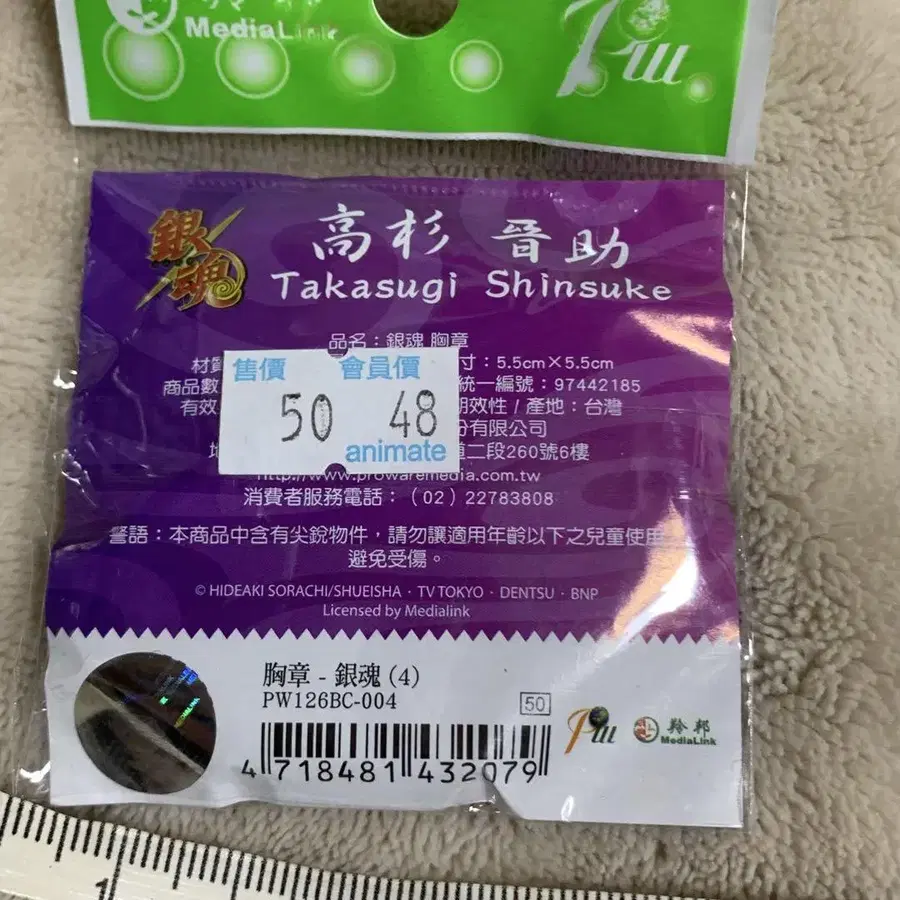 MediaLink
Pw
銀魂
高杉 晉助
Takasugi Shinsuke
品名：銀魂 胸章
材質
寸：5.5cm×5.5cm
商品數
統一編號：97442185
有效
期效性 / 產地：台灣
份有限公司
道二段260號6樓
http://www.prowaremedia.com.tw
售價 會員價
50 48
animate
消費者服務電話：（02）22783808
警語：本商品中含有尖銳物件，請勿讓適用年齡以下之兒童使用
避免受傷。
© HIDEAKI SORACHI/SHUEISHA · TV TOKYO · DENTSU · BNP
Licensed by Medialink
胸章 - 銀魂 (4)
PW126BC-004
50
4 718481 432079
Pw
羚邦
MediaLink
1